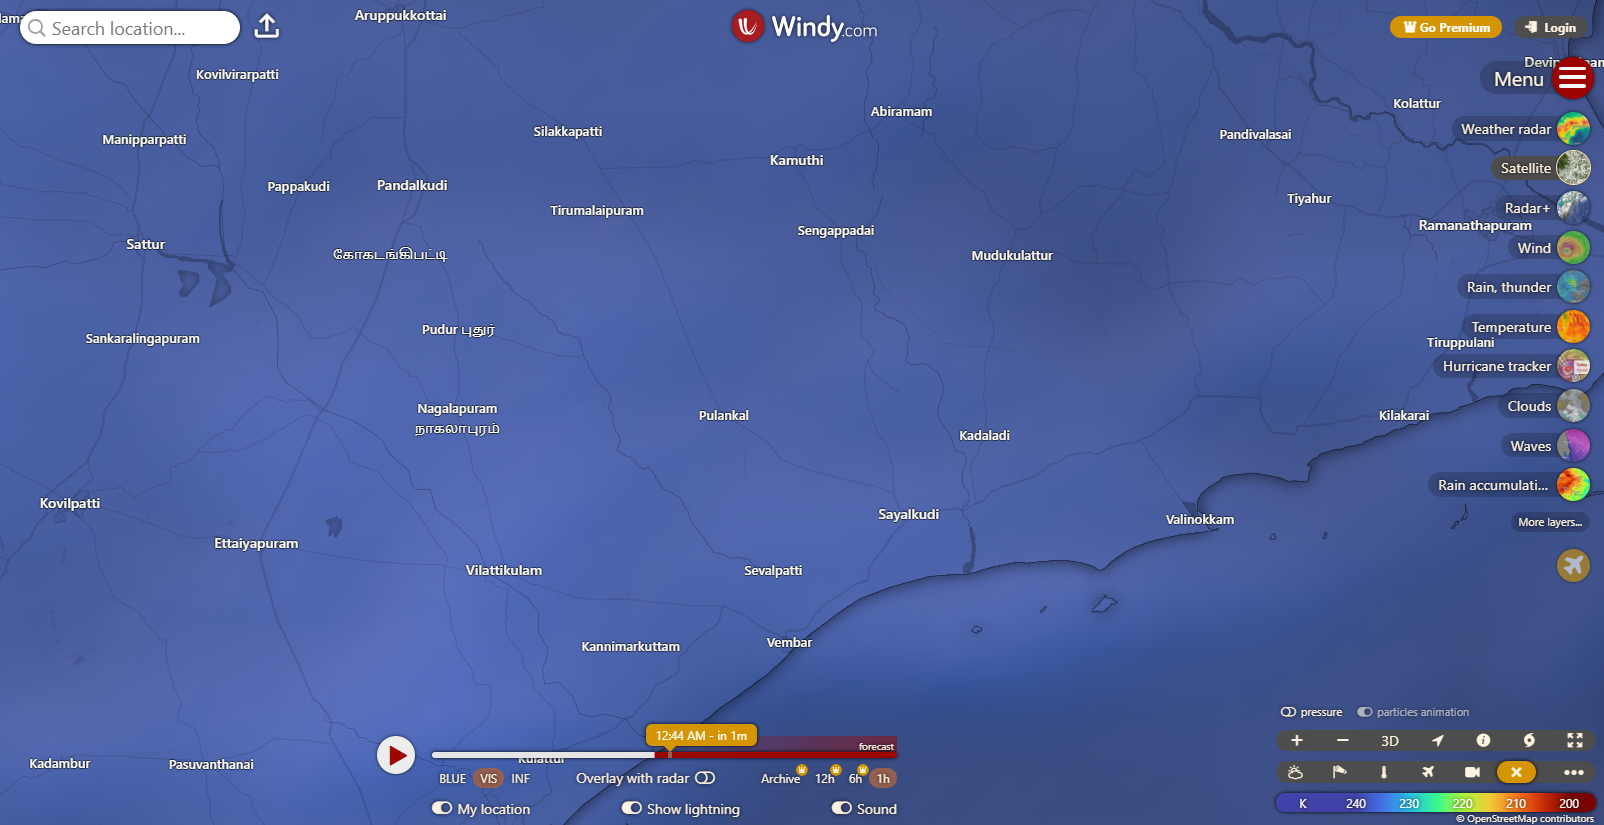 Aruppukkottai
Search location...
Windy.com
Go Premium
Login
Kovilvirarpatti
Menu
Kolattur
Abiramam
Manipparpatti
Silakkapatti
Pandivalasai
Weather radar
Kamuthi
Satellite
Pappakudi
Pandalkudi
Tirumalaipuram
Tiyahur
Radar+
Sengappadai
Ramanathapuram
Sattur
கோகடங்கிபட்டி
Mudukulattur
Wind
Rain, thunder
Pudur புதுர்
Temperature
Sankaralingapuram
Tiruppulani
Hurricane tracker
Nagalapuram
நாகலாபுரம்
Pulankal
Kilakarai
Clouds
Kadaladi
Waves
Rain accumulati...
Kovilpatti
Sayalkudi
Valinokkam
More layers...
Ettaiyapuram
Vilattikulam
Sevalpatti
Kannimarkuttam
Vembar
pressure
particles animation
12:44 AM - in 1m
forecast
3D
Kadambur
Pasuvanthanai
Kulattur
BLUE VIS INF
Overlay with radar
Archive 12h 6h 1h
My location
Show lightning
Sound
K 240 230 220 210 200
© OpenStreetMap contributors